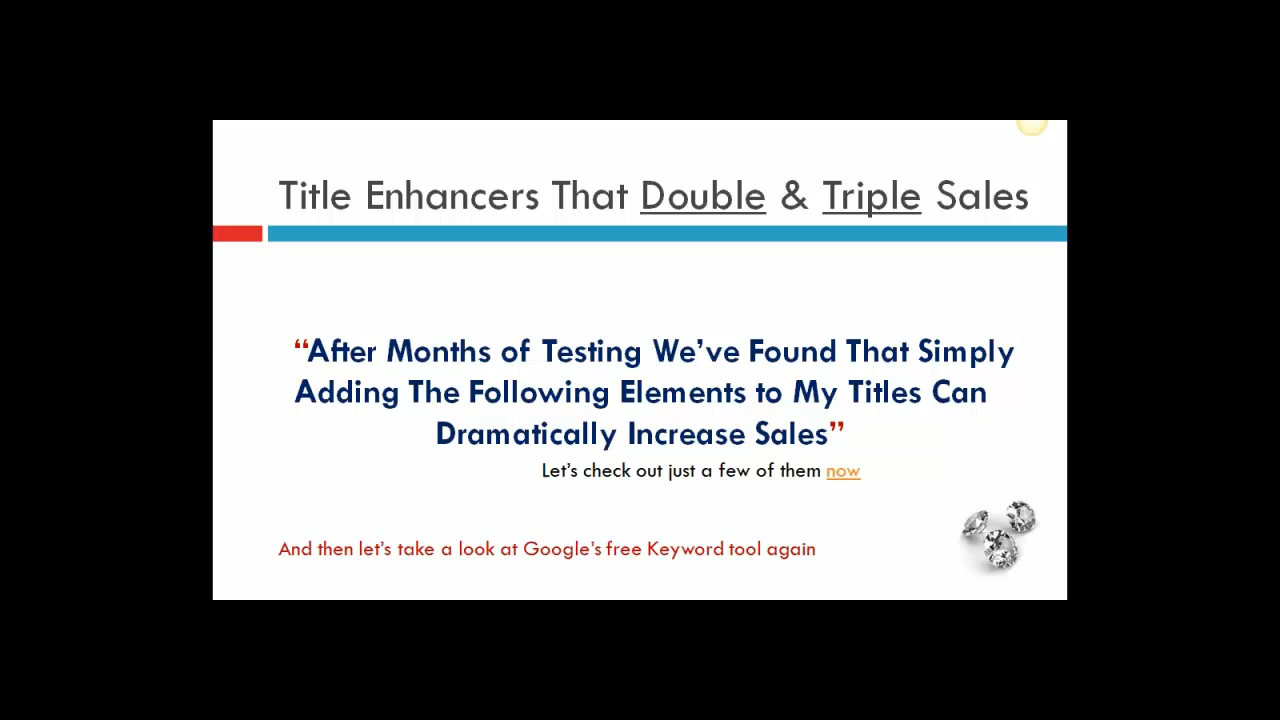 Title Enhancers That Double & Triple Sales
“After Months of Testing We’ve Found That Simply
Adding The Following Elements to My Titles Can
Dramatically Increase Sales”
Let’s check out just a few of them now
And then let’s take a look at Google’s free Keyword tool again